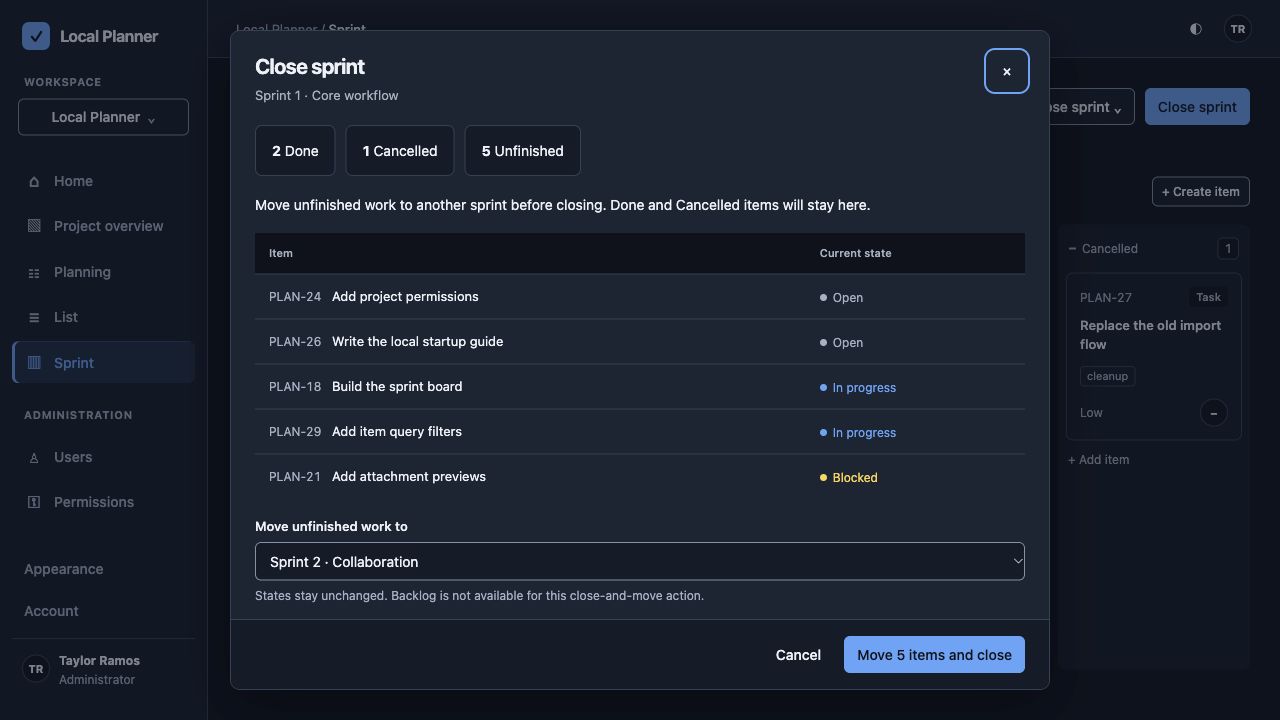 Local Planner
WORKSPACE
Local Planner
Home
Project overview
Planning
List
Sprint
ADMINISTRATION
Users
Permissions
Appearance
Account
TR
Taylor Ramos
Administrator
Local Planner / Sprint
TR
Close sprint
Sprint 1 · Core workflow
×
2 Done
1 Cancelled
5 Unfinished
Move unfinished work to another sprint before closing. Done and Cancelled items will stay here.
Item
Current state
PLAN-24 Add project permissions
Open
PLAN-26 Write the local startup guide
Open
PLAN-18 Build the sprint board
In progress
PLAN-29 Add item query filters
In progress
PLAN-21 Add attachment previews
Blocked
Move unfinished work to
Sprint 2 · Collaboration
States stay unchanged. Backlog is not available for this close-and-move action.
Cancel
Move 5 items and close
sprint
Close sprint
+ Create item
Cancelled
1
PLAN-27
Task
Replace the old import
flow
cleanup
Low
–
+ Add item